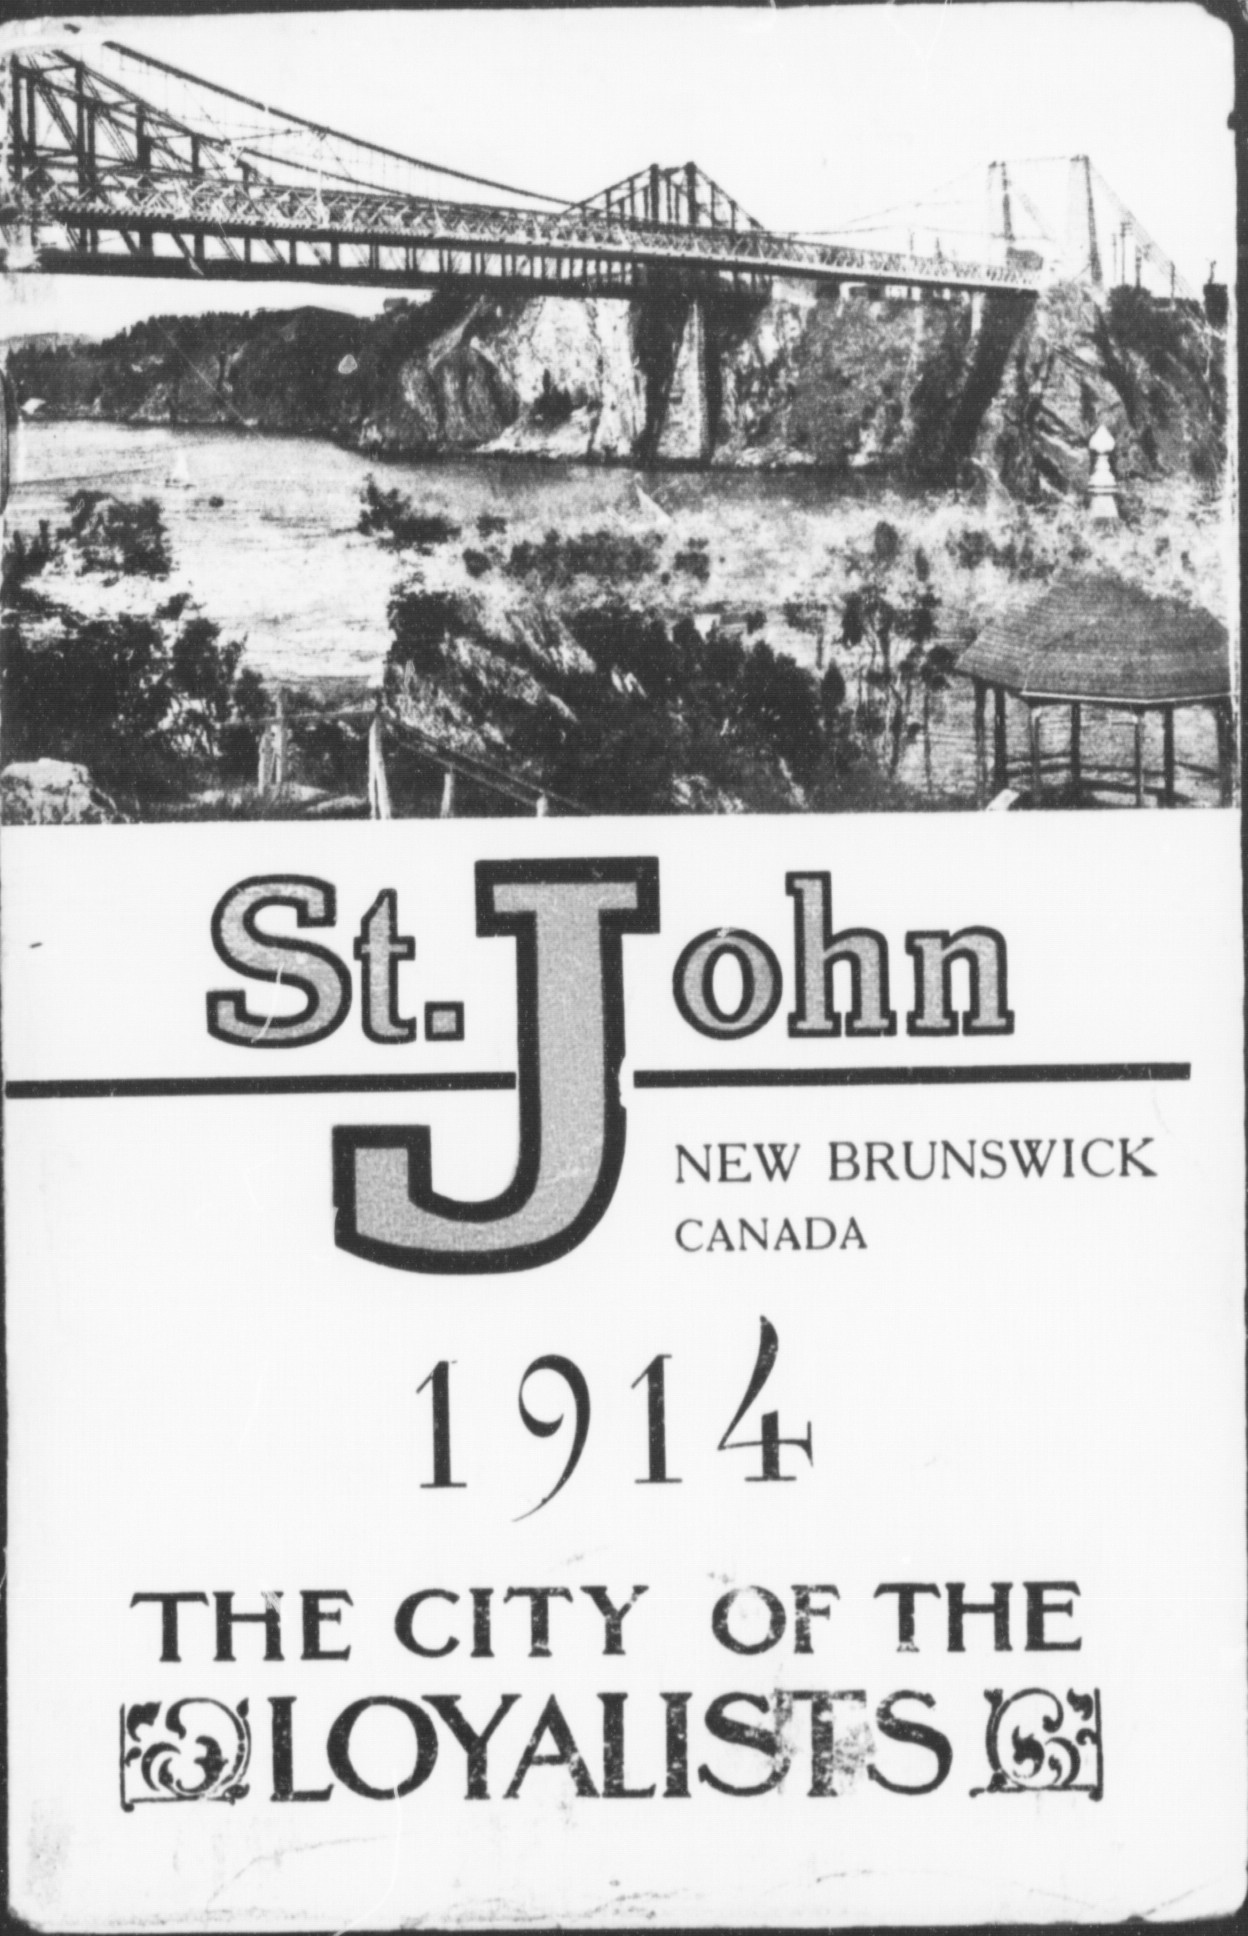 St. John
NEW BRUNSWICK
CANADA
1914
THE CITY OF THE
LOYALISTS